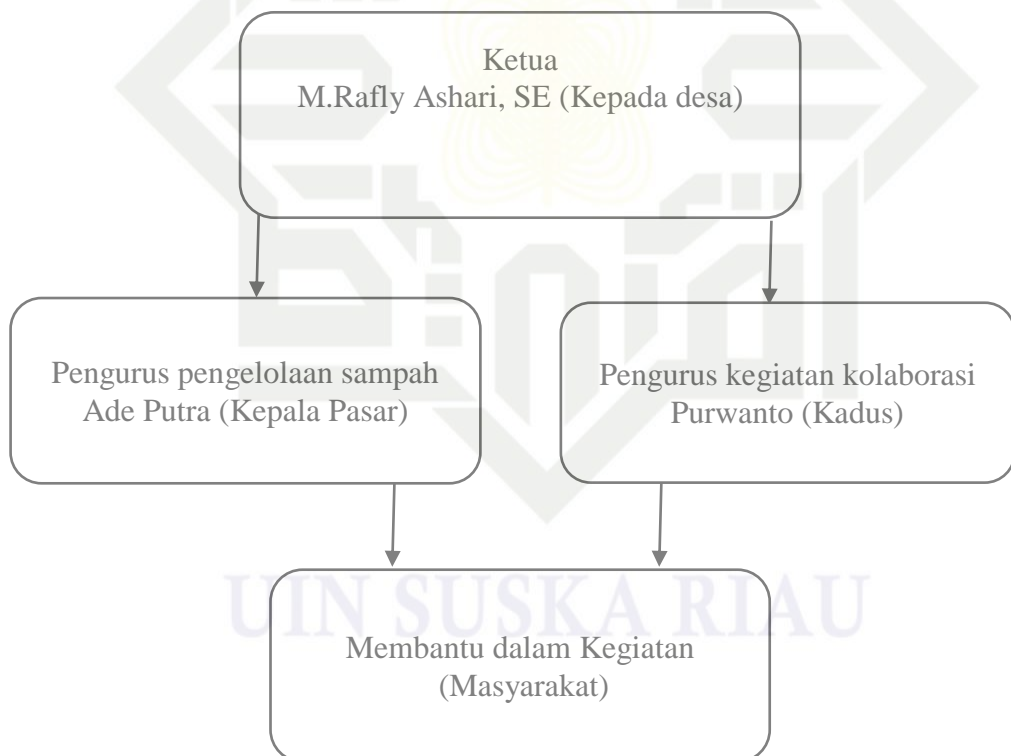 Ketua
M.Rafly Ashari, SE (Kepada desa)
Pengurus pengelolaan sampah
Ade Putra (Kepala Pasar)
Pengurus kegiatan kolaborasi
Purwanto (Kadus)
UIN SUSKA RIAU
Membantu dalam Kegiatan
(Masyarakat)